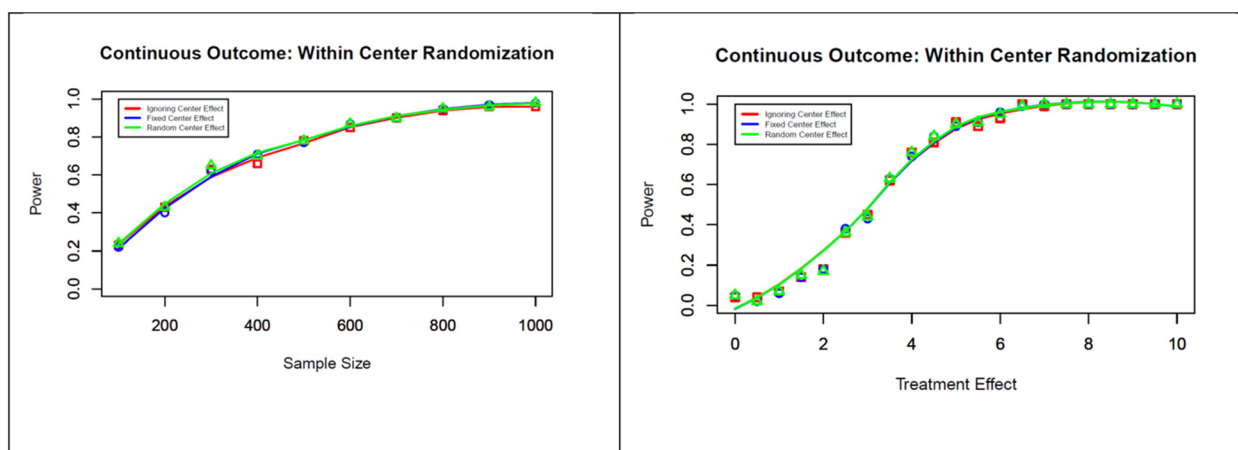 Continuous Outcome: Within Center Randomization
1.0
0.8
0.6
0.4
0.2
0.0
Power
Ignoring Center Effect
Fixed Center Effect
Random Center Effect
200
400
600
800
1000
Sample Size
Continuous Outcome: Within Center Randomization
1.0
0.8
0.6
0.4
0.2
0.0
Power
Ignoring Center Effect
Fixed Center Effect
Random Center Effect
0
2
4
6
8
10
Treatment Effect